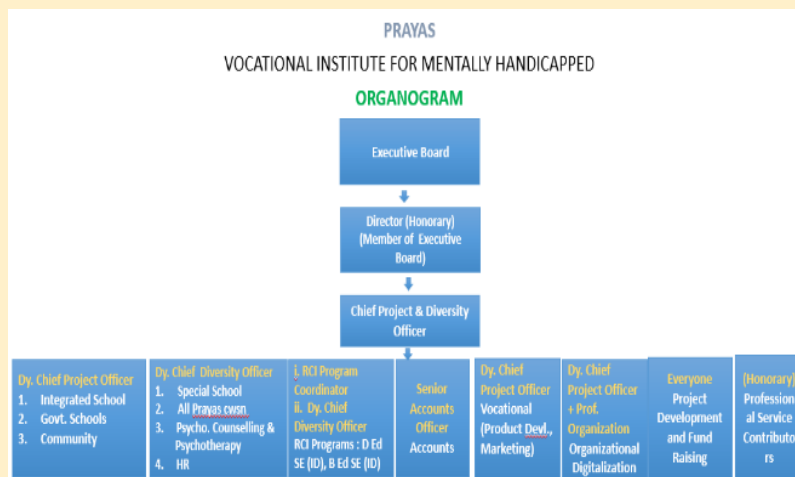 PRAYAS
VOCATIONAL INSTITUTE FOR MENTALLY HANDICAPPED
ORGANOGRAM
Executive Board
Director (Honorary)
(Member of Executive
Board)
Chief Project & Diversity
Officer
Dy. Chief Project Officer
1. Integrated School
2. Govt. Schools
3. Community
Dy. Chief Diversity Officer
1. Special School
2. All Prayas cwsn
3. Psycho. Counselling &
Psychotherapy
4. HR
i. RCI Program
Coordinator
ii. Dy. Chief
Diversity Officer
RCI Programs : D Ed
SE (ID), B Ed SE (ID)
Senior
Accounts
Officer
Accounts
Dy. Chief
Project Officer
Vocational
(Product Devl.,
Marketing)
Dy. Chief
Project Officer
+ Prof.
Organization
Organizational
Digitalization
Everyone
Project
Development
and Fund
Raising
(Honorary)
Profession
al Service
Contributo
rs